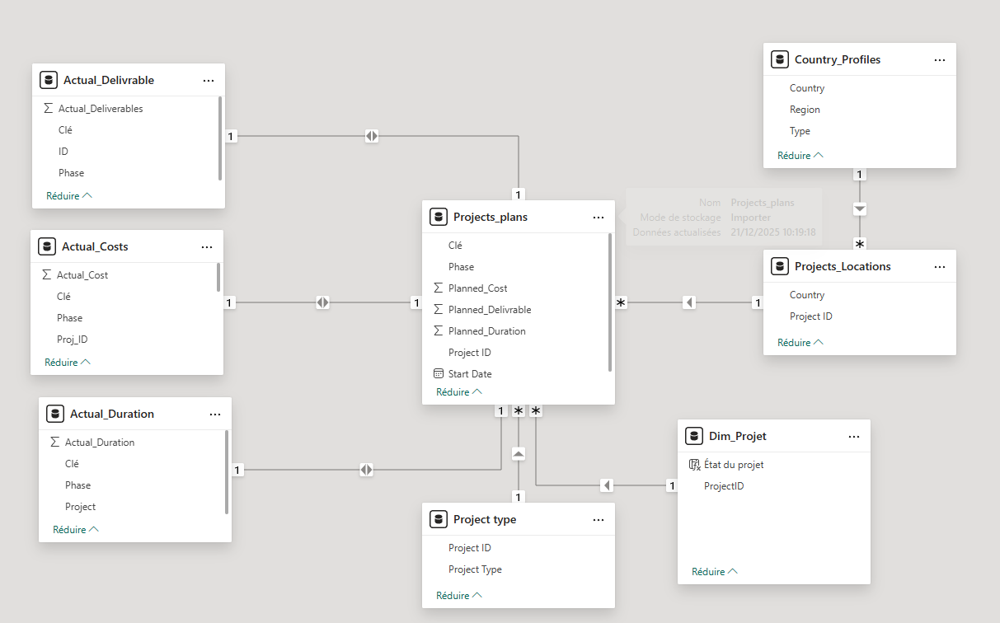 Actual_Delivrable
Actual_Deliverables
Clé
ID
Phase
Réduire
Actual_Costs
Actual_Cost
Clé
Phase
Proj_ID
Réduire
Actual_Duration
Actual_Duration
Clé
Phase
Project
Réduire
Projects_plans
Clé
Phase
Planned_Cost
Planned_Delivrable
Planned_Duration
Project ID
Start Date
Réduire
Nom Projects_plans
Mode de stockage Importer
Données actualisées 21/12/2025 10:19:18
Country_Profiles
Country
Region
Type
Réduire
Projects_Locations
Country
Project ID
Réduire
Project type
Project ID
Project Type
Réduire
Dim_Projet
État du projet
ProjectID
Réduire
1
1
1
1
1
1
1
*
*
1
1
*
1
*
1